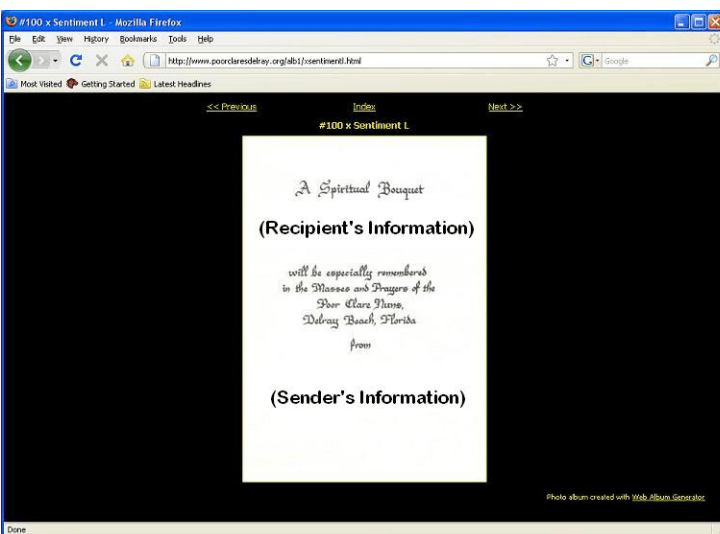 #100 x Sentiment L - Mozilla Firefox
File Edit View History Bookmarks Tools Help
http://www.poorclaresdelray.org/alb1/xsentimentl.html
Google
Most Visited Getting Started Latest Headlines
<< Previous Index Next >>
#100 x Sentiment L
A Spiritual Bouquet
(Recipient's Information)
will be especially remembered
in the Masses and Prayers of the
Poor Clare Nuns,
Delray Beach, Florida
from
(Sender's Information)
Photo album created with Web Album Generator
Done